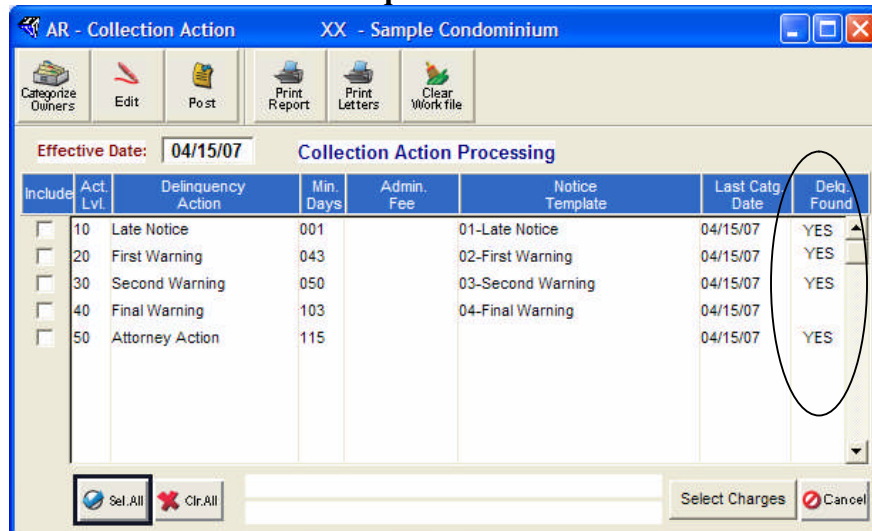 AR - Collection Action XX - Sample Condominium
Categorize Owners Edit Post Print Report Print Letters Clear Work file
Effective Date: 04/15/07 Collection Action Processing
Include Act. Lvl. Delinquency Action Min. Days Admin. Fee Notice Template Last Catg. Date Delq. Found
10 Late Notice 001 01-Late Notice 04/15/07 YES
20 First Warning 043 02-First Warning 04/15/07 YES
30 Second Warning 050 03-Second Warning 04/15/07 YES
40 Final Warning 103 04-Final Warning 04/15/07
50 Attorney Action 115 04/15/07 YES
Sel.All Clr.All Select Charges Cancel